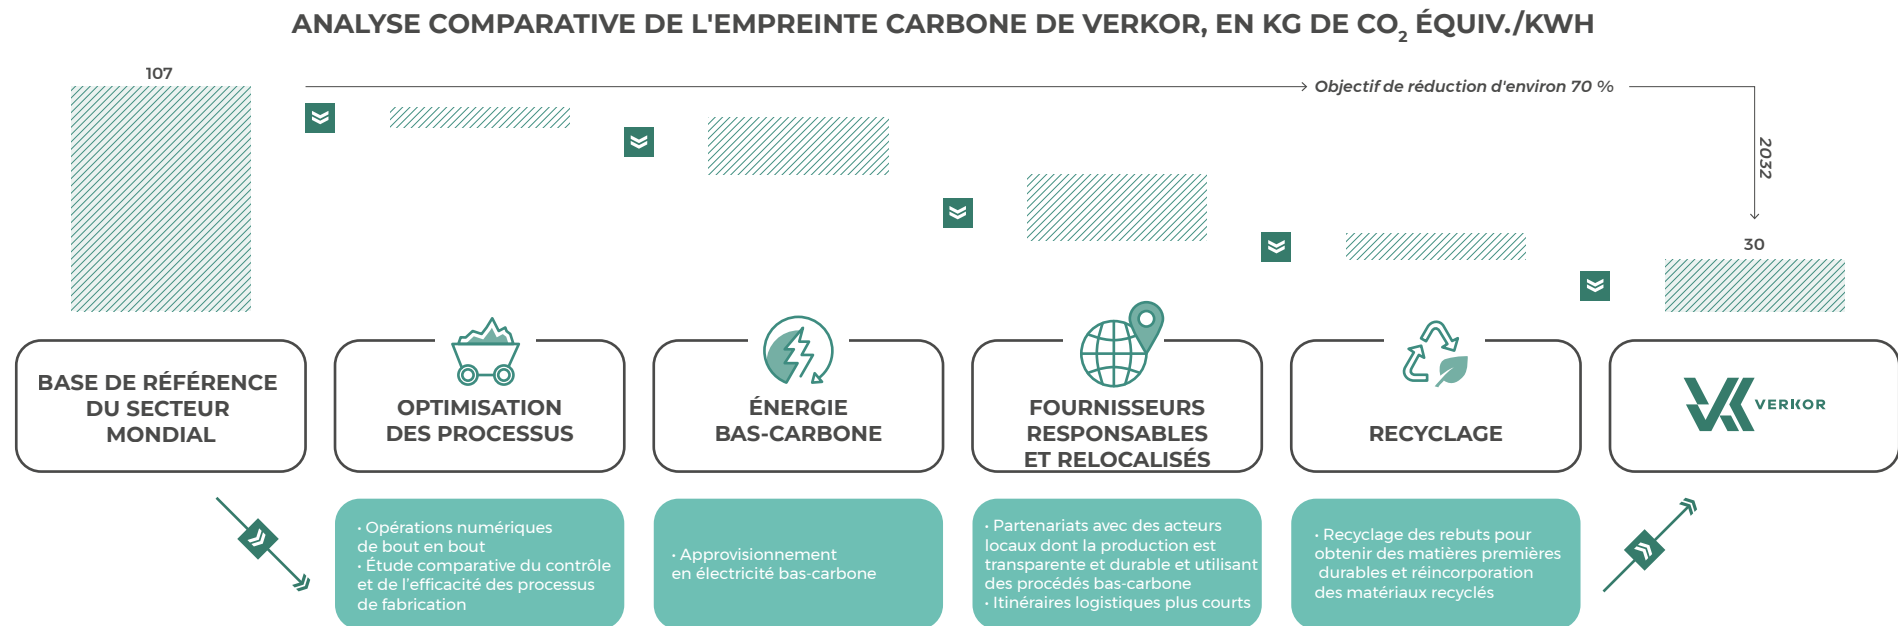 ANALYSE COMPARATIVE DE L'EMPREINTE CARBONE DE VERKOR, EN KG DE CO₂ ÉQUIV./KWH
107
Objectif de réduction d'environ 70 %
2032
30
BASE DE RÉFÉRENCE
DU SECTEUR
MONDIAL
OPTIMISATION
DES PROCESSUS
ÉNERGIE
BAS-CARBONE
FOURNISSEURS
RESPONSABLES
ET RELOCALISÉS
RECYCLAGE
VERKOR
• Opérations numériques
de bout en bout
• Étude comparative du contrôle
et de l'efficacité des processus
de fabrication
• Approvisionnement
en électricité bas-carbone
• Partenariats avec des acteurs
locaux dont la production est
transparente et durable et utilisant
des procédés bas-carbone
• Itinéraires logistiques plus courts
• Recyclage des rebuts pour
obtenir des matières premières
durables et réincorporation
des matériaux recyclés